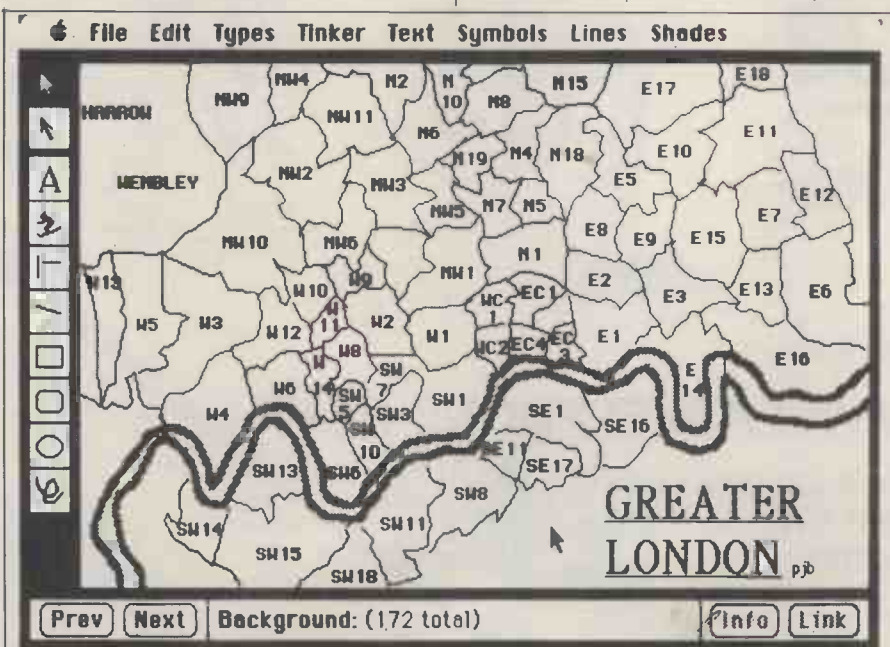 File Edit Types Tinker Text Symbols Lines Shades
HARROW
NW9
NW4
N2
N
10
N8
N15
E17
E18
NW11
N6
E11
WEMBLEY
NW2
NW3
N19
N4
N18
E10
E5
E12
NW5
N7
N5
E7
NW10
NW6
E8
E9
E15
W13
W9
NW1
N1
E2
E3
E13
E6
W10
WC
1
EC1
W5
W3
W12
W
11
W2
W1
WC2
EC4
EC
3
E1
W8
E16
W
14
SW
7
E
14
W6
SW
5
SW3
SW1
SE1
W4
SW
10
SE16
SW13
SW6
SE11
SE17
SW8
SW14
SW11
SW15
SW18
A
GREATER
LONDON pjb
Prev Next Background: (172 total) Info Link